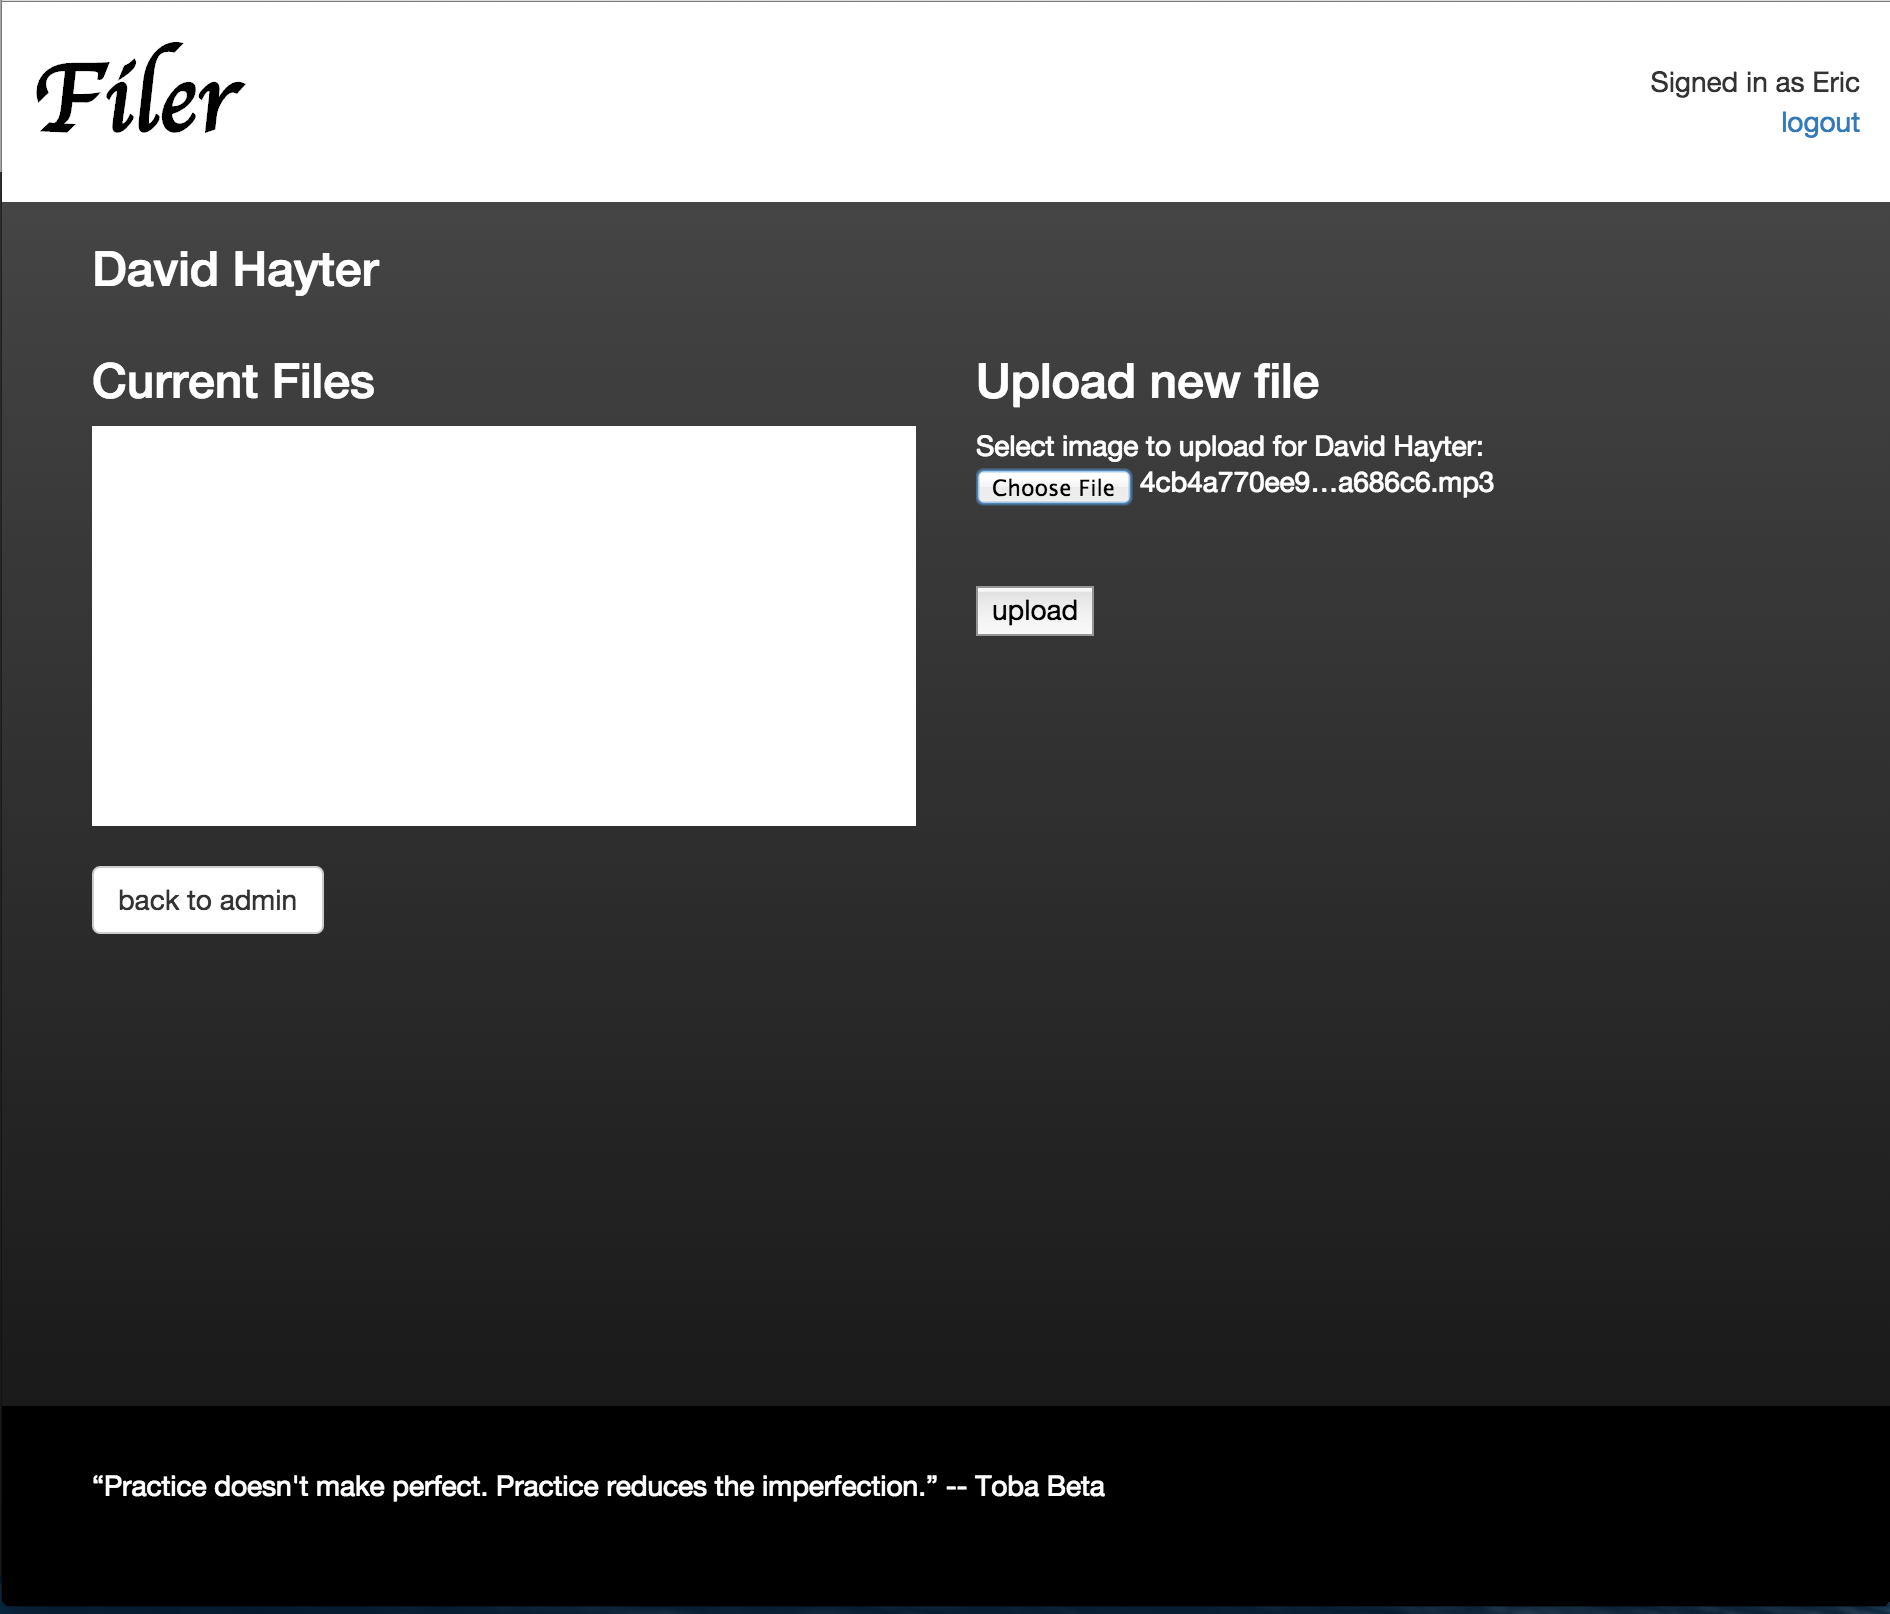 Filer
Signed in as Eric
logout
David Hayter
Current Files
Upload new file
Select image to upload for David Hayter:
Choose File 4cb4a770ee9…a686c6.mp3
upload
back to admin
“Practice doesn't make perfect. Practice reduces the imperfection.” -- Toba Beta